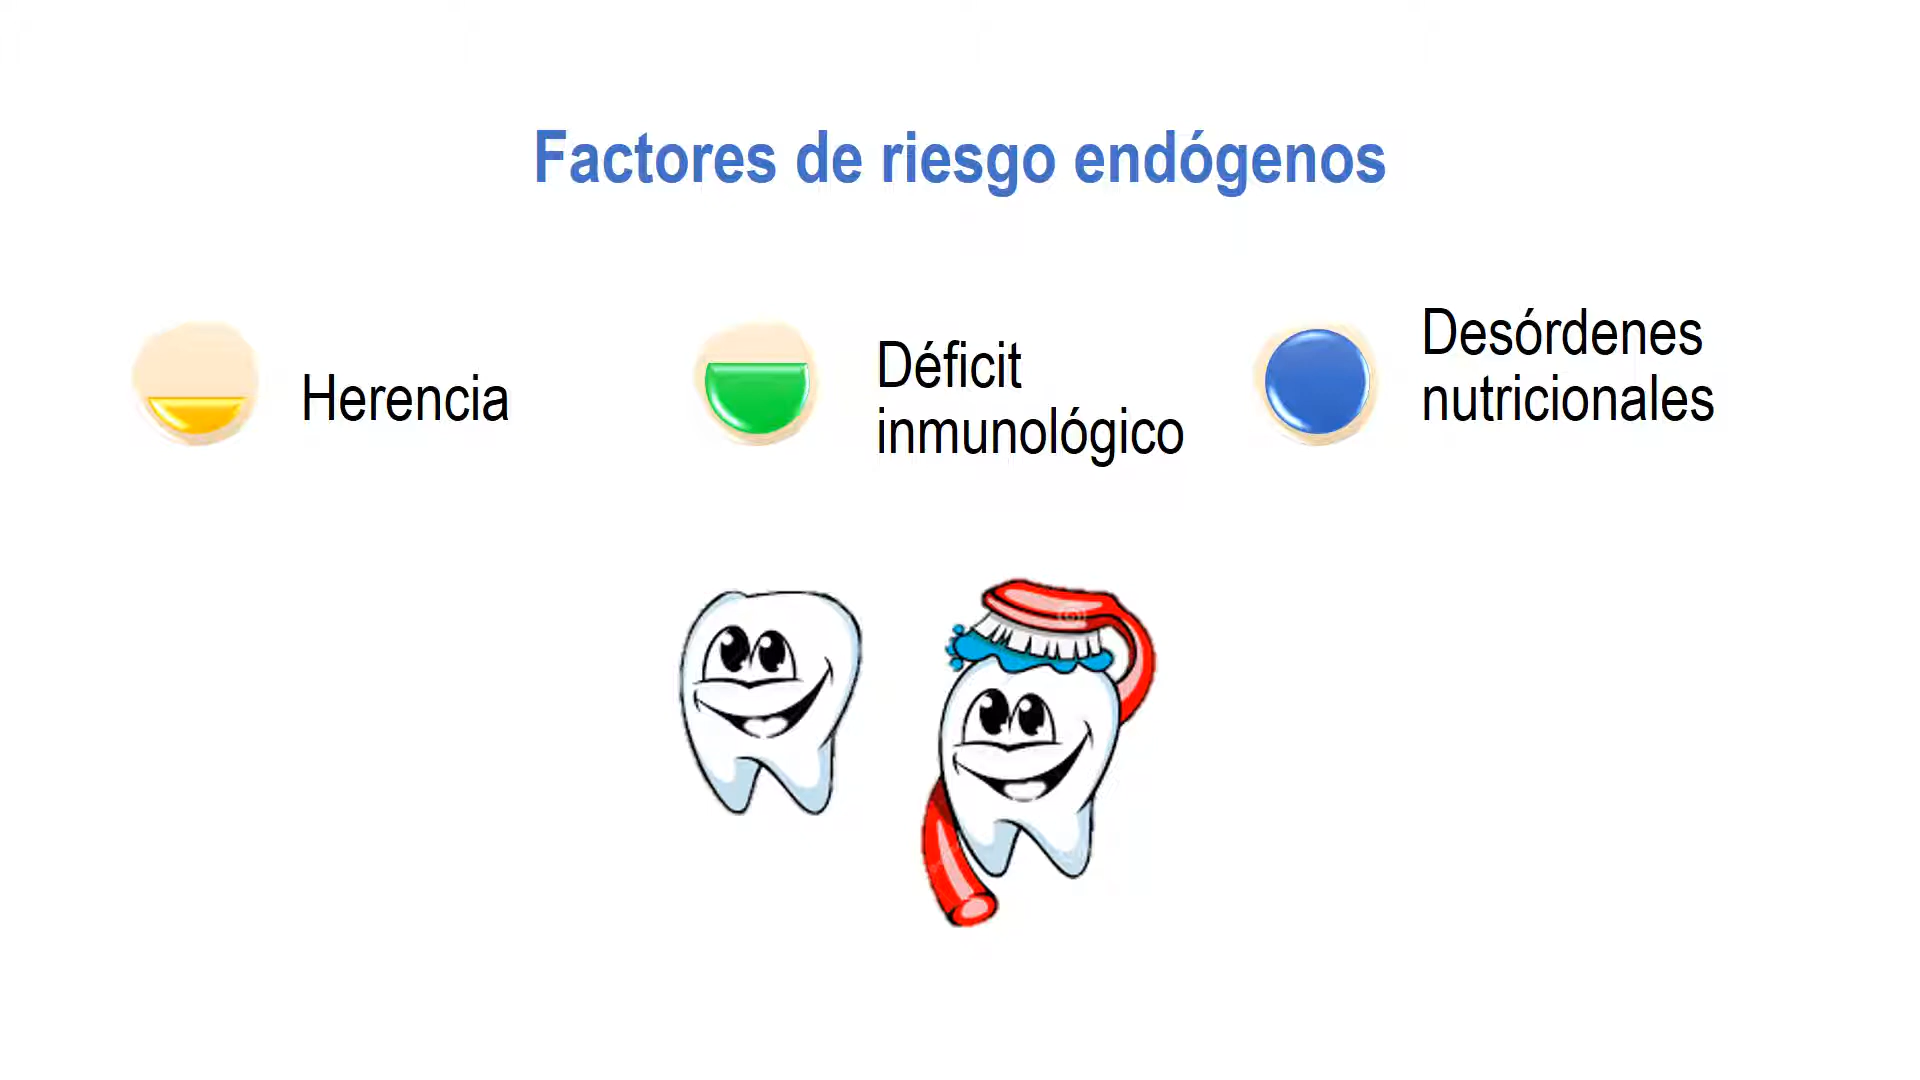 Factores de riesgo endógenos
Herencia
Déficit
inmunológico
Desórdenes
nutricionales